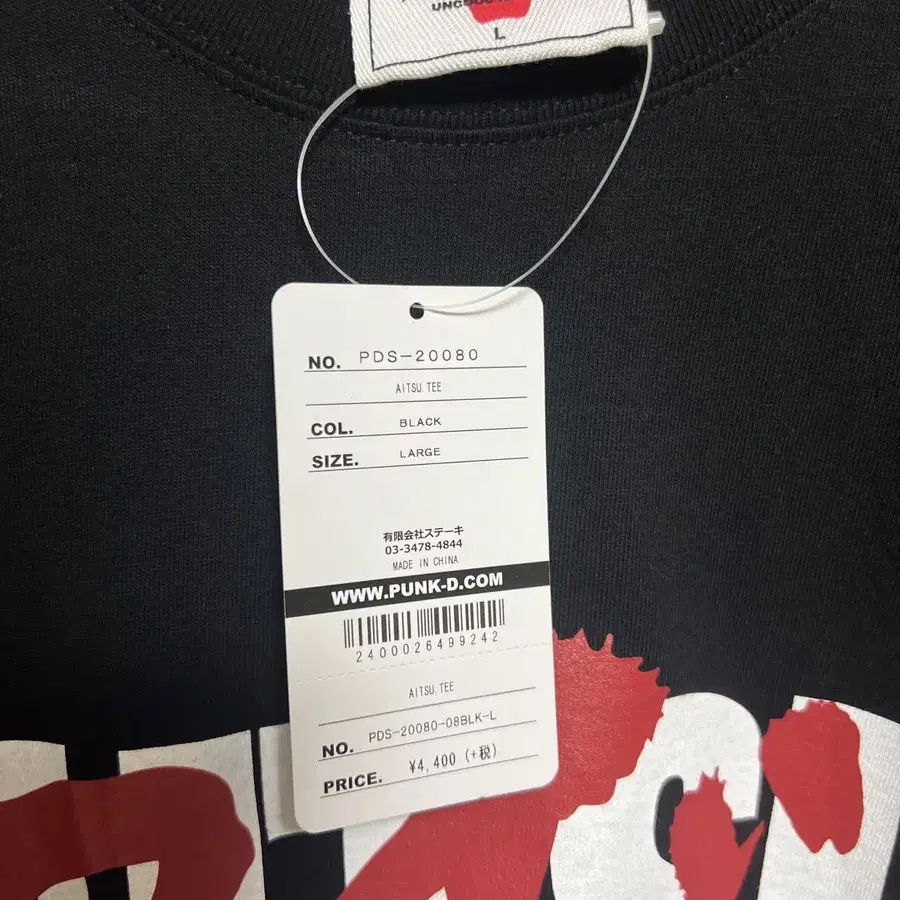 L
NO. PDS-20080
AITSU TEE
COL. BLACK
SIZE. LARGE
有限会社ステーキ
03-3478-4844
MADE IN CHINA
WWW.PUNK-D.COM
2400026499242
AITSU TEE
NO. PDS-20080-08BLK-L
PRICE. ¥4,400 (+税)